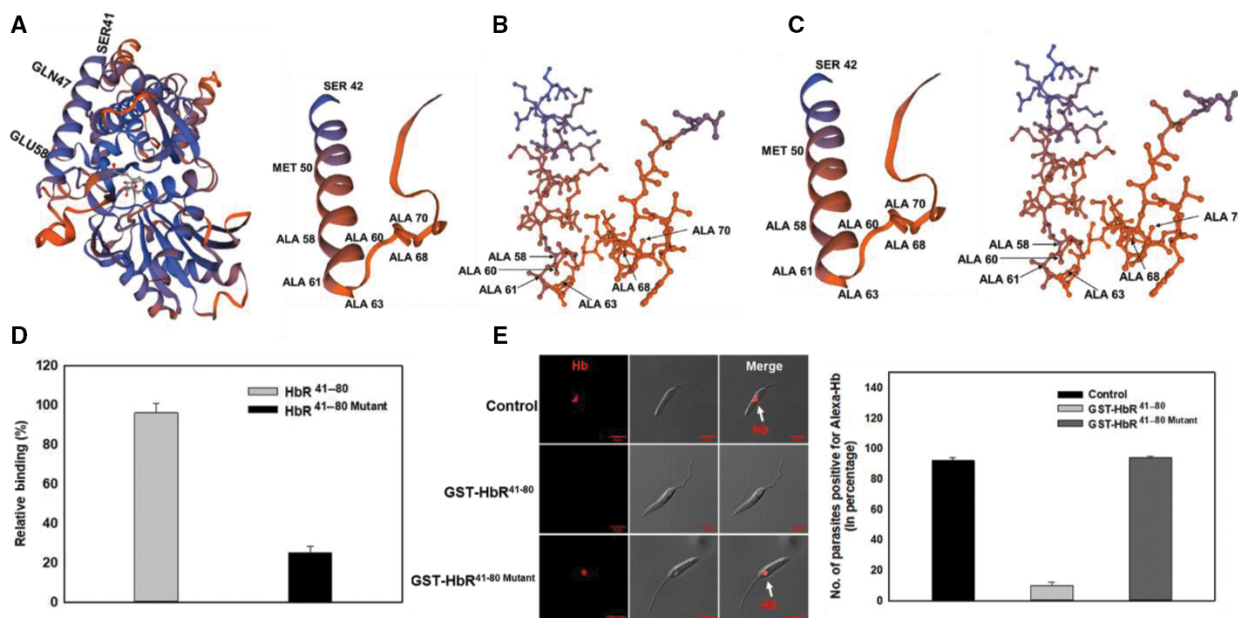 A
B
C
SER41
GLN47
GLU58
SER 42
MET 50
ALA 58
ALA 60
ALA 61
ALA 63
ALA 68
ALA 70
ALA 58
ALA 60
ALA 61
ALA 63
ALA 68
ALA 70
SER 42
MET 50
ALA 58
ALA 60
ALA 61
ALA 63
ALA 68
ALA 70
ALA 58
ALA 60
ALA 61
ALA 63
ALA 68
ALA 7
D
120
100
80
60
40
20
0
Relative binding (%)
HbR 41–80
HbR 41–80 Mutant
E
Hb
Merge
Control
Hb
GST-HbR41-80
GST-HbR41-80 Mutant
Hb
No. of parasites positive for Alexa-Hb
(In percentage)
140
120
100
80
60
40
20
0
Control
GST-HbR41–80
GST-HbR41–80 Mutant